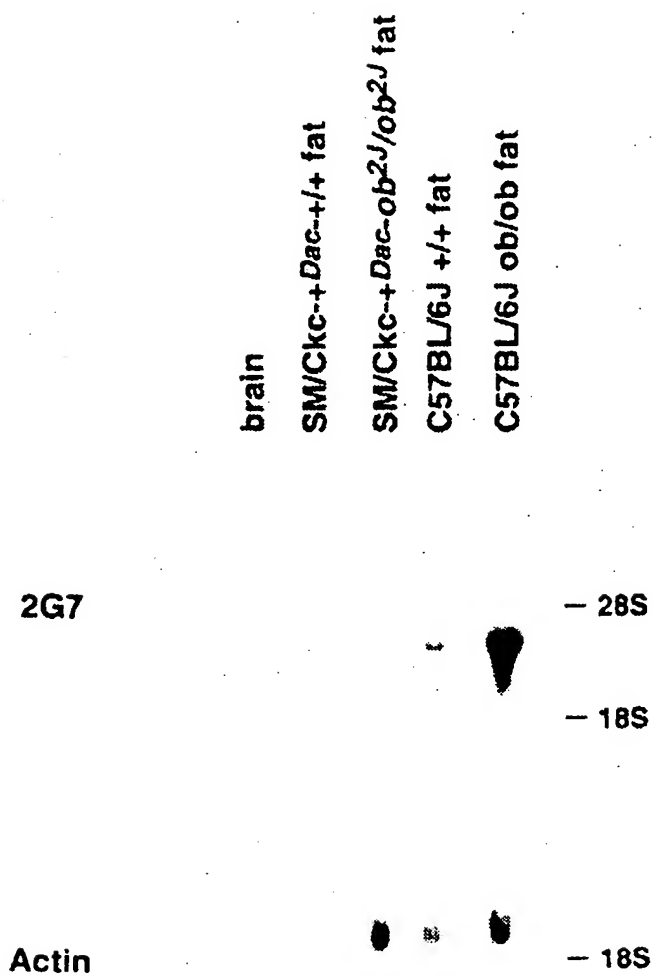 brain
SM/Ckc-+Dac-+/+ fat
SM/Ckc-+Dac-ob2J/ob2J fat
C57BL/6J +/+ fat
C57BL/6J ob/ob fat
2G7
– 28S
– 18S
Actin
– 18S